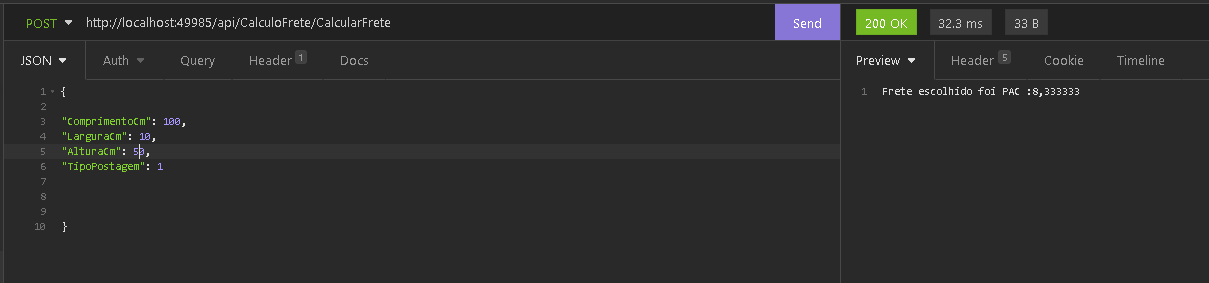 POST http://localhost:49985/api/CalculoFrete/CalcularFrete Send 200 OK 32.3 ms 33 B
JSON Auth Query Header 1 Docs Preview Header 5 Cookie Timeline
1 {
2
3 "ComprimentoCm": 100,
4 "LarguraCm": 10,
5 "AlturaCm": 50,
6 "TipoPostagem": 1
7
8
9
10 }
1 Frete escolhido foi PAC :8,333333